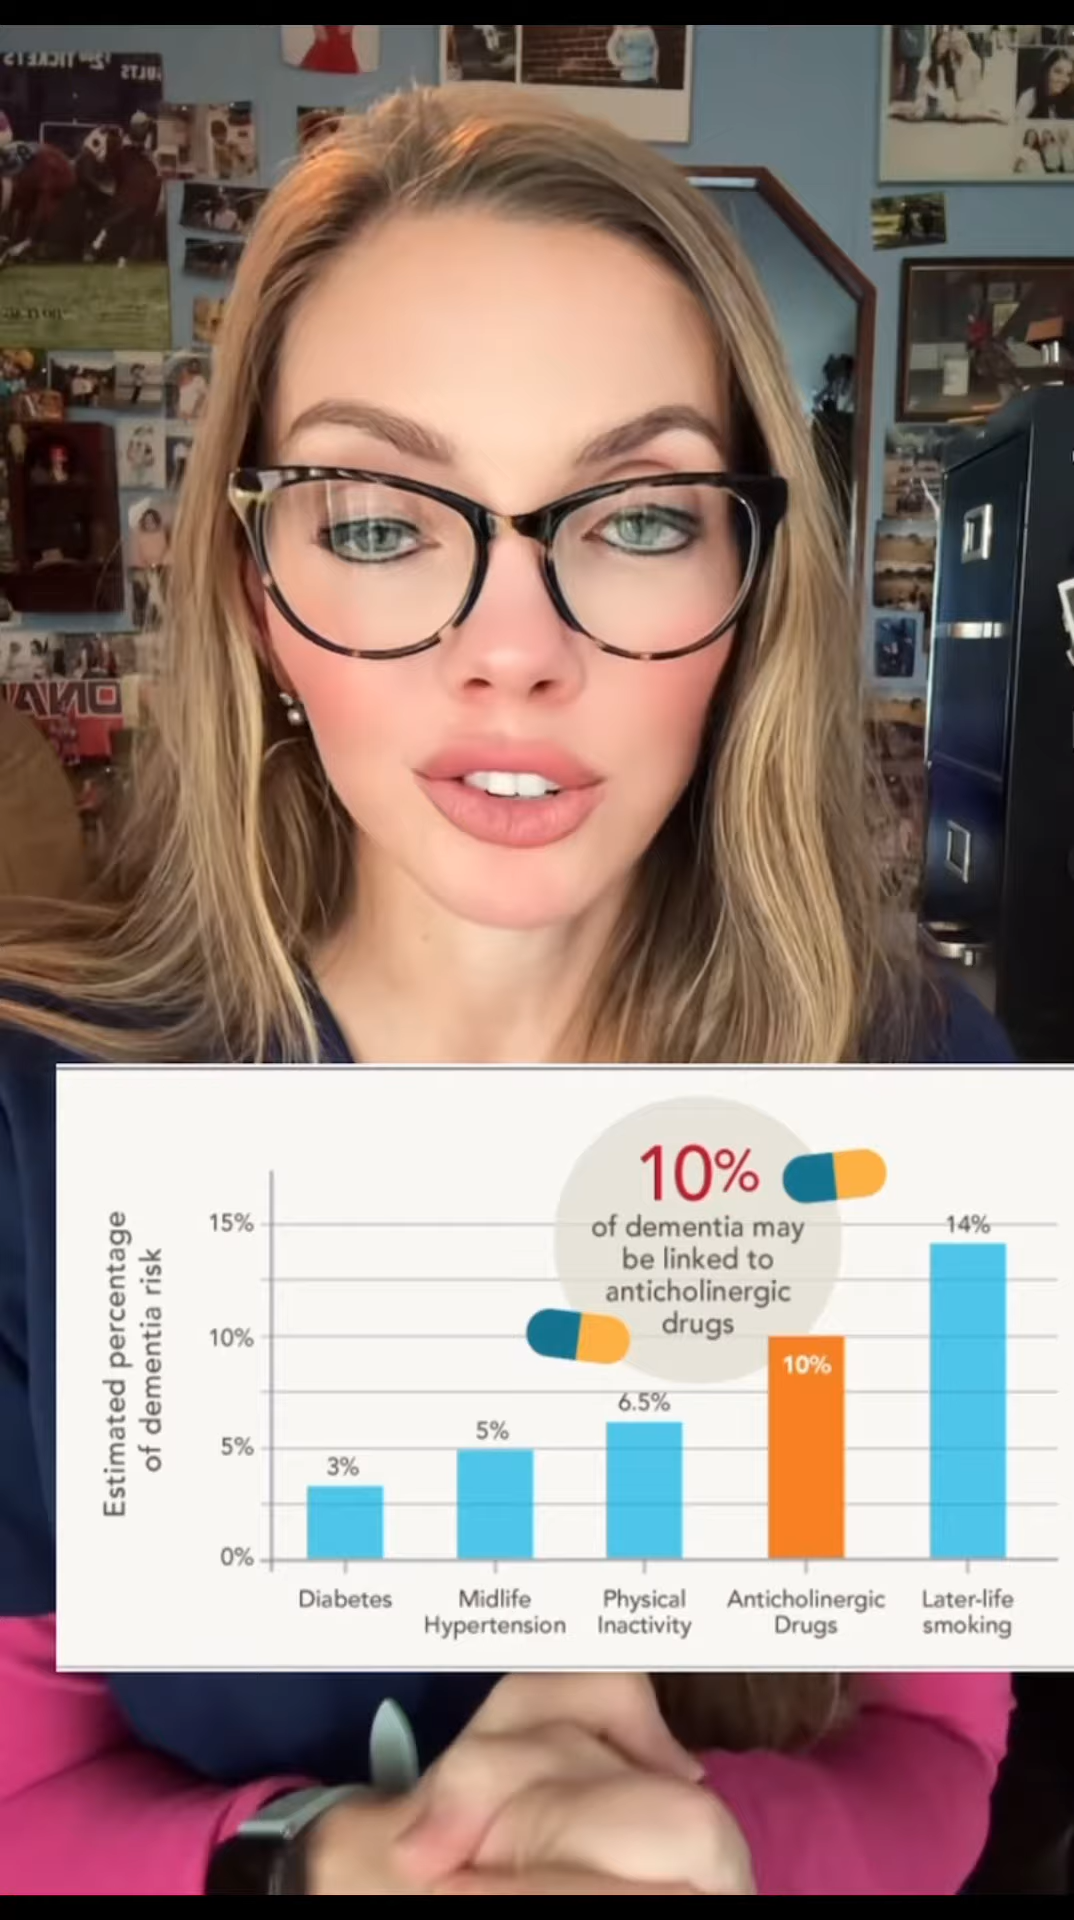 10%
of dementia may
be linked to
anticholinergic
drugs
Estimated percentage
of dementia risk
15%
10%
5%
0%
3%
5%
6.5%
10%
14%
Diabetes
Midlife
Hypertension
Physical
Inactivity
Anticholinergic
Drugs
Later-life
smoking